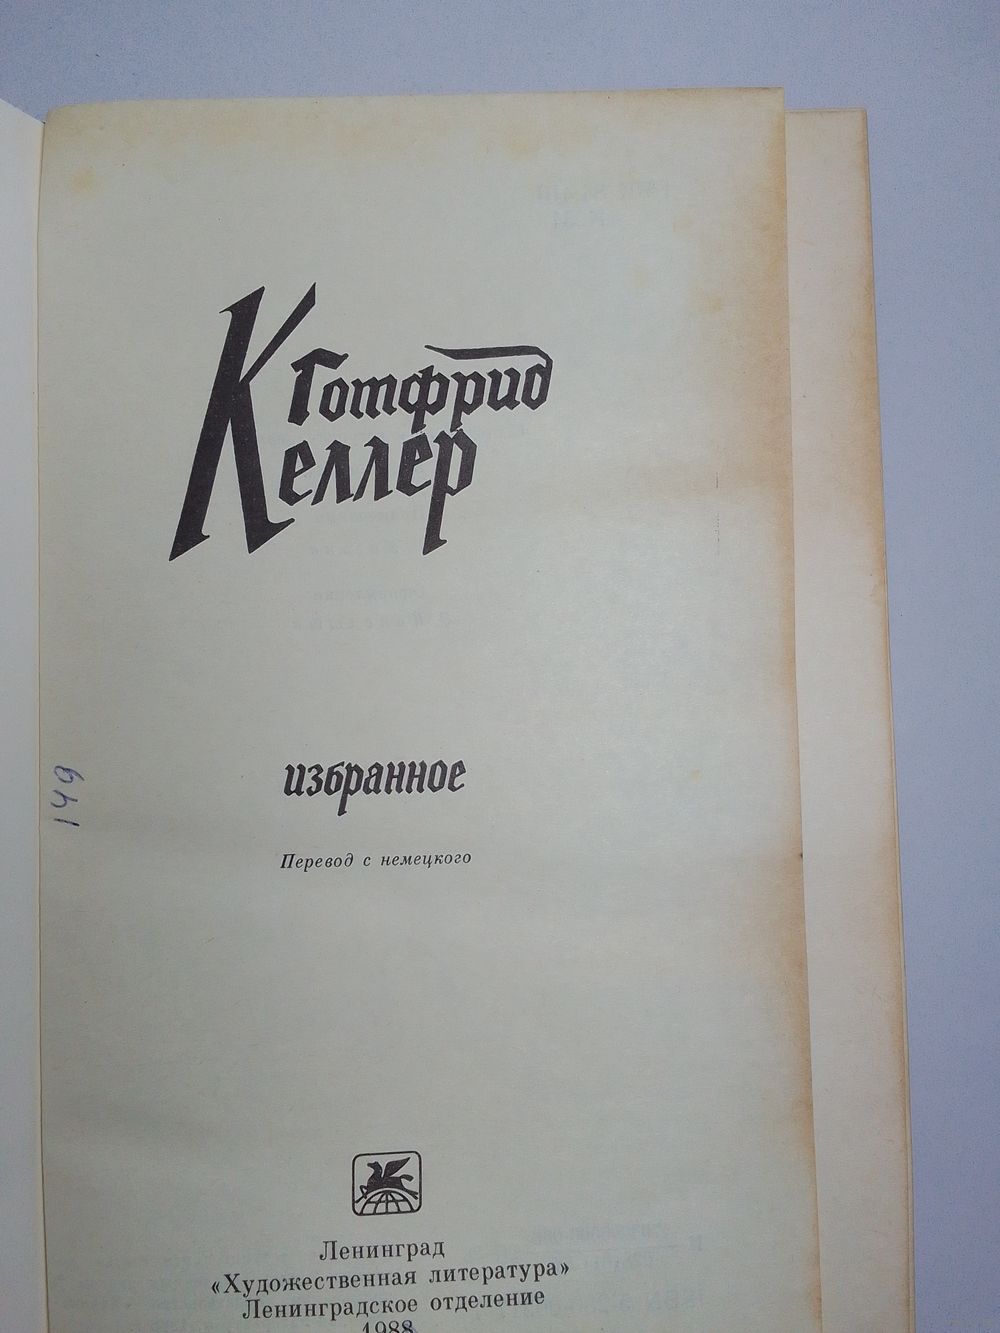 Готфрид
Келлер
избранное
Перевод с немецкого
149
Ленинград
«Художественная литература»
Ленинградское отделение
1988